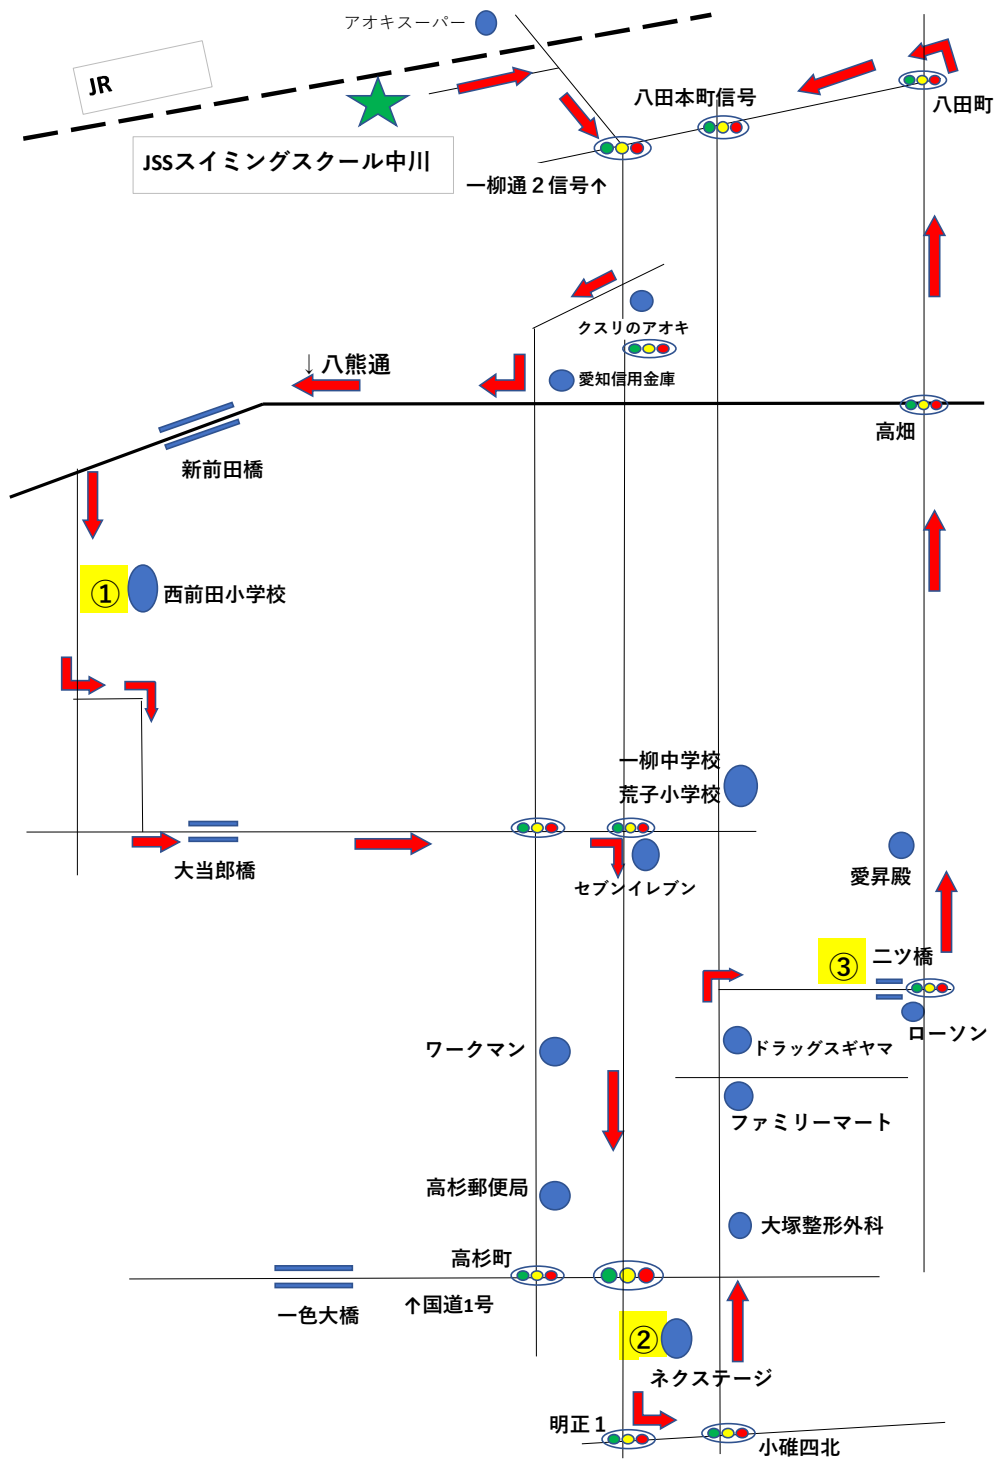 アオキスーパー
JR
JSSスイミングスクール中川
八田本町信号
八田町
一柳通２信号↑
クスリのアオキ
↓ 八熊通
愛知信用金庫
高畑
新前田橋
①
西前田小学校
一柳中学校
荒子小学校
大当郎橋
セブンイレブン
愛昇殿
③
二ツ橋
ローソン
ワークマン
ドラッグスギヤマ
ファミリーマート
高杉郵便局
大塚整形外科
高杉町
↑国道1号
一色大橋
②
ネクステージ
明正１
小碓四北